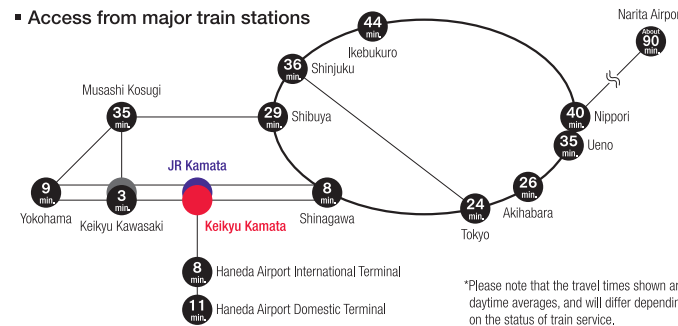 ▪ Access from major train stations
44
min.
Ikebukuro
Narita Airpor
About
90
min.
36
min.
Shinjuku
Musashi Kosugi
35
min.
29
min.
Shibuya
40
min.
Nippori
35
min.
Ueno
JR Kamata
9
min.
Yokohama
3
min.
Keikyu Kawasaki
Keikyu Kamata
8
min.
Shinagawa
26
min.
Akihabara
24
min.
Tokyo
8
min.
Haneda Airport International Terminal
11
min.
Haneda Airport Domestic Terminal
*Please note that the travel times shown ar
daytime averages, and will differ dependin
on the status of train service.